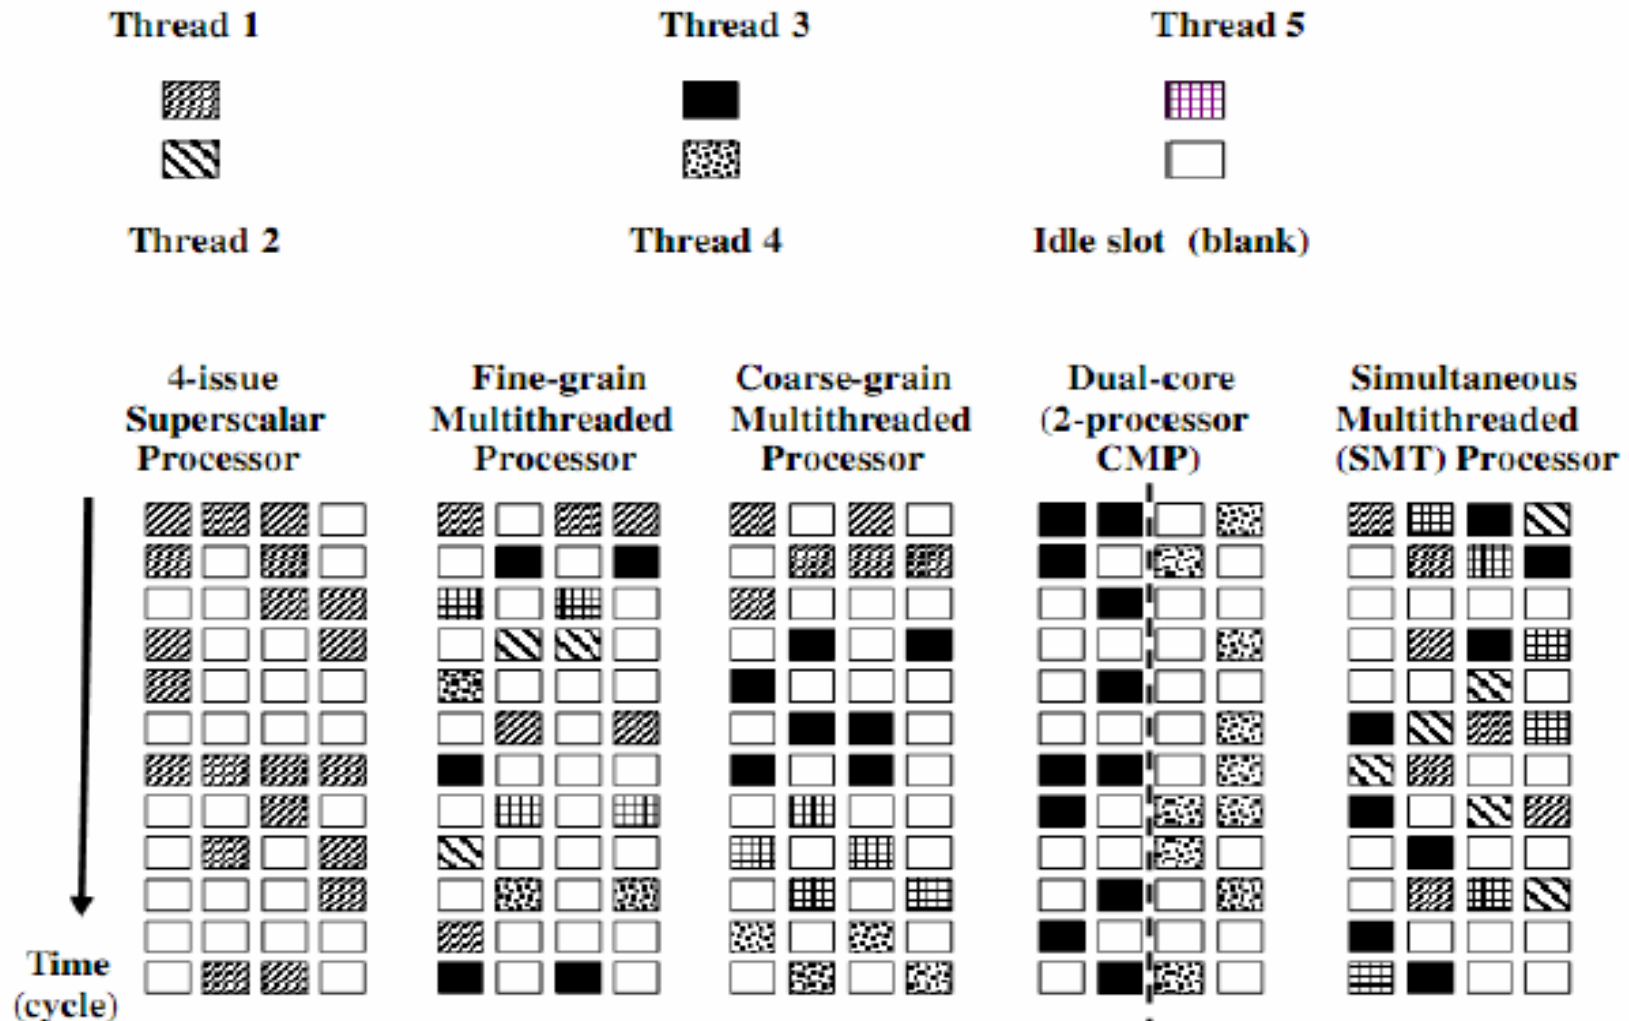 Thread 1
Thread 3
Thread 5
Thread 2
Thread 4
Idle slot (blank)
4-issue
Superscalar
Processor
Fine-grain
Multithreaded
Processor
Coarse-grain
Multithreaded
Processor
Dual-core
(2-processor
CMP)
Simultaneous
Multithreaded
(SMT) Processor
Time
(cycle)